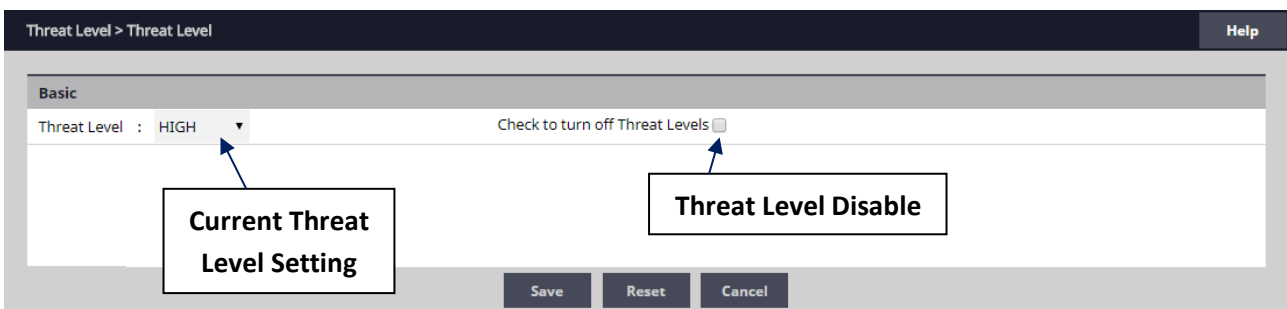 Threat Level > Threat Level
Help
Basic
Threat Level : HIGH
Check to turn off Threat Levels
Current Threat
Level Setting
Threat Level Disable
Save
Reset
Cancel